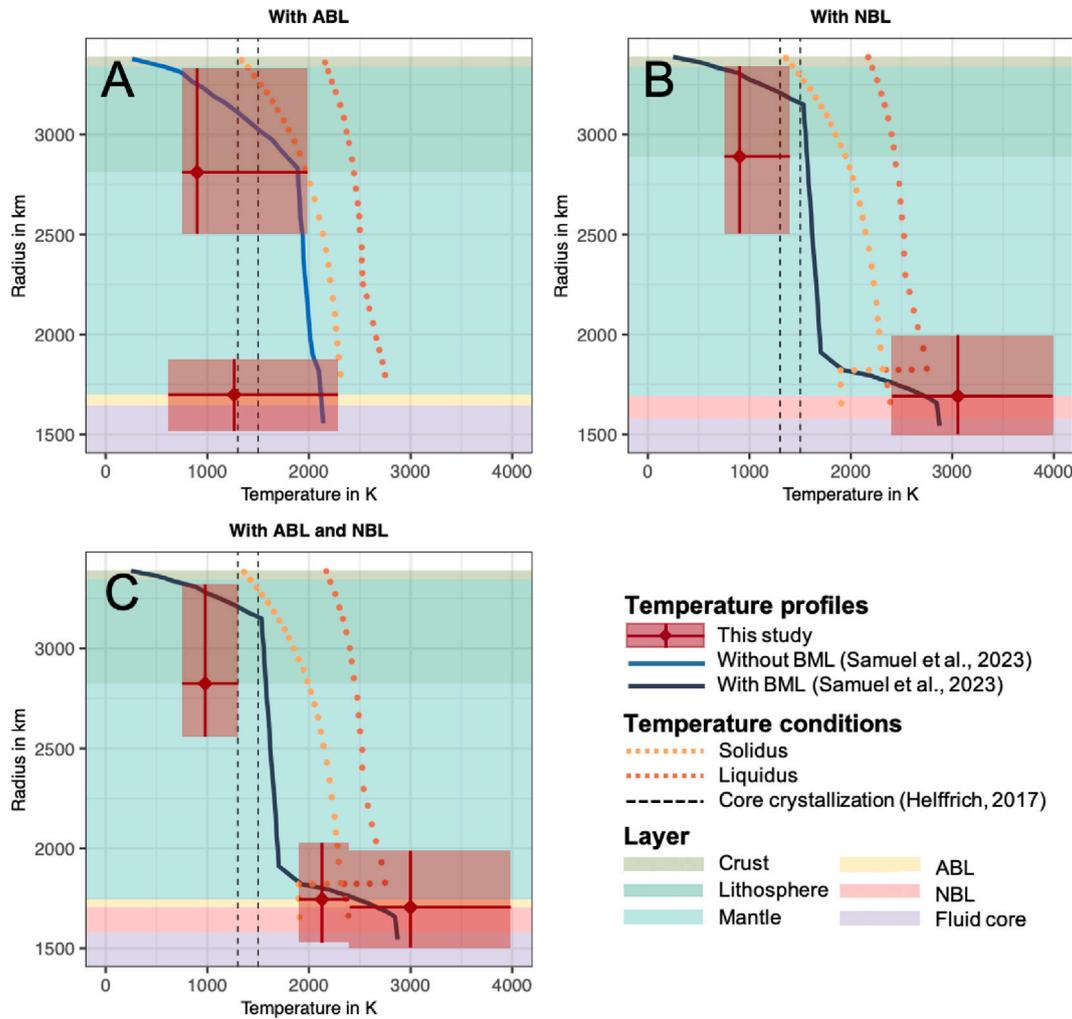 With ABL
With NBL
A
B
Radius in km
3000
2500
2000
1500
0 1000 2000 3000 4000
Temperature in K
Radius in km
3000
2500
2000
1500
0 1000 2000 3000 4000
Temperature in K
With ABL and NBL
C
Radius in km
3000
2500
2000
1500
0 1000 2000 3000 4000
Temperature in K
Temperature profiles
This study
Without BML (Samuel et al., 2023)
With BML (Samuel et al., 2023)
Temperature conditions
Solidus
Liquidus
Core crystallization (Helffrich, 2017)
Layer
Crust
ABL
Lithosphere
NBL
Mantle
Fluid core